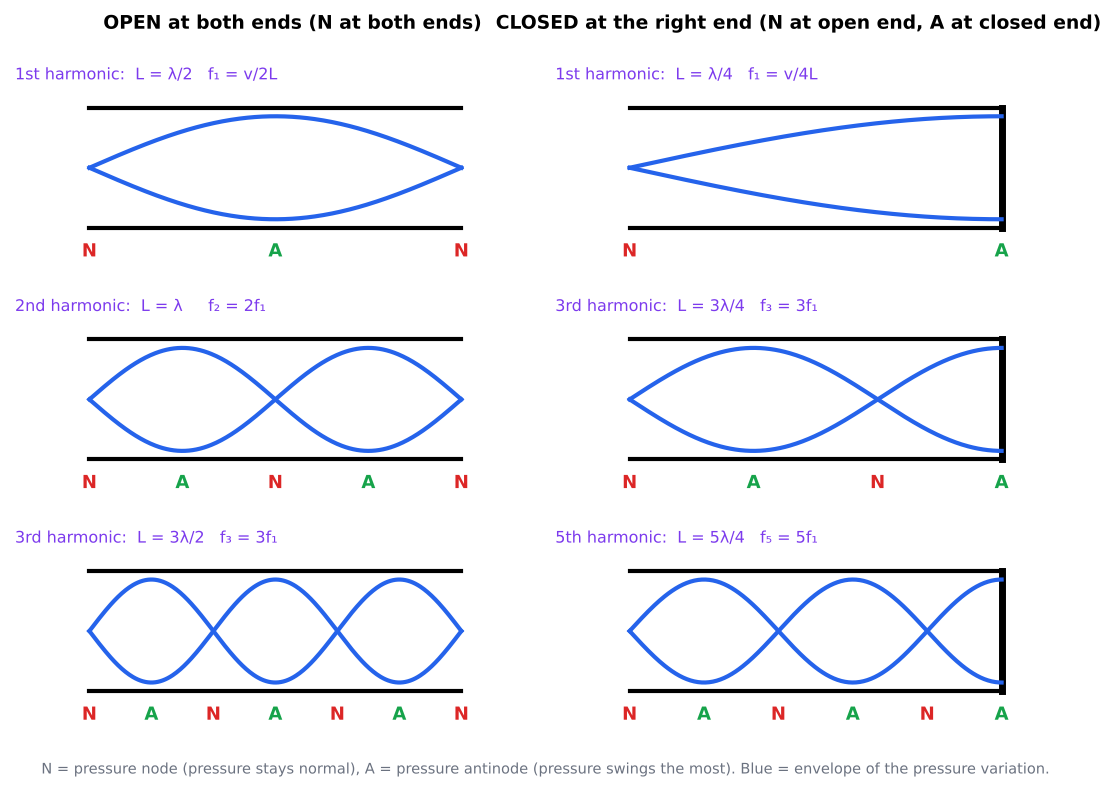 OPEN at both ends (N at both ends)
CLOSED at the right end (N at open end, A at closed end)
1st harmonic:  L = λ/2   f₁ = v/2L
N A N
1st harmonic:  L = λ/4   f₁ = v/4L
N A
2nd harmonic:  L = λ     f₂ = 2f₁
N A N A N
3rd harmonic:  L = 3λ/4   f₃ = 3f₁
N A N A
3rd harmonic:  L = 3λ/2   f₃ = 3f₁
N A N A N A N
5th harmonic:  L = 5λ/4   f₅ = 5f₁
N A N A N A
N = pressure node (pressure stays normal), A = pressure antinode (pressure swings the most). Blue = envelope of the pressure variation.